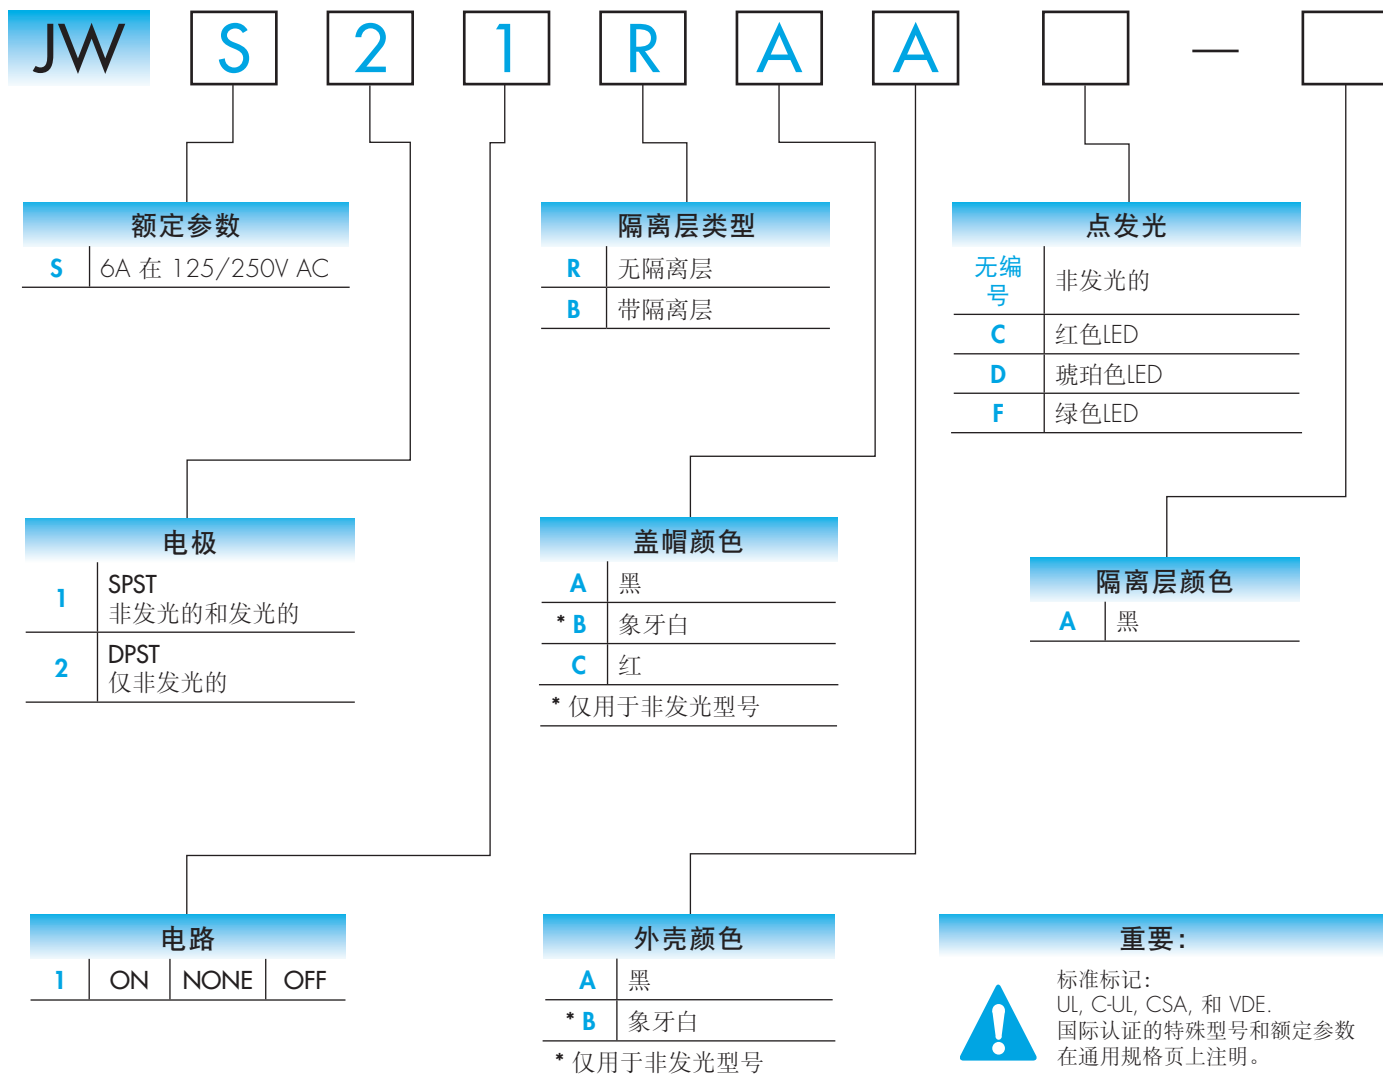 JW S 2 1 R A A —
额定参数
S 6A 在 125/250V AC
隔离层类型
R 无隔离层
B 带隔离层
点发光
无编号 非发光的
C 红色LED
D 琥珀色LED
F 绿色LED
电极
1 SPST
非发光的和发光的
2 DPST
仅非发光的
盖帽颜色
A 黑
* B 象牙白
C 红
* 仅用于非发光型号
隔离层颜色
A 黑
电路
1 ON NONE OFF
外壳颜色
A 黑
* B 象牙白
* 仅用于非发光型号
重要:
标准标记:
UL, C-UL, CSA, 和 VDE.
国际认证的特殊型号和额定参数
在通用规格页上注明。